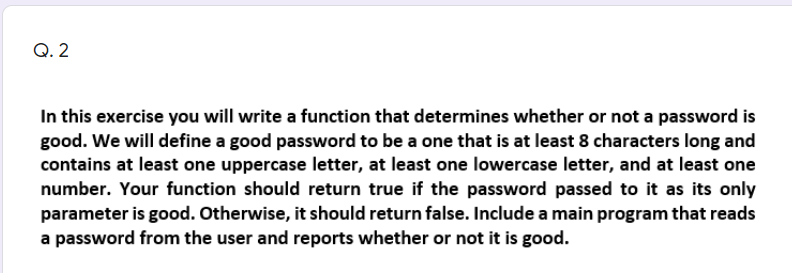 Q. 2
In this exercise you will write a function that determines whether or not a password is
good. We will define a good password to be a one that is at least 8 characters long and
contains at least one uppercase letter, at least one lowercase letter, and at least one
number. Your function should return true if the password passed to it as its only
parameter is good. Otherwise, it should return false. Include a main program that reads
a password from the user and reports whether or not it is good.